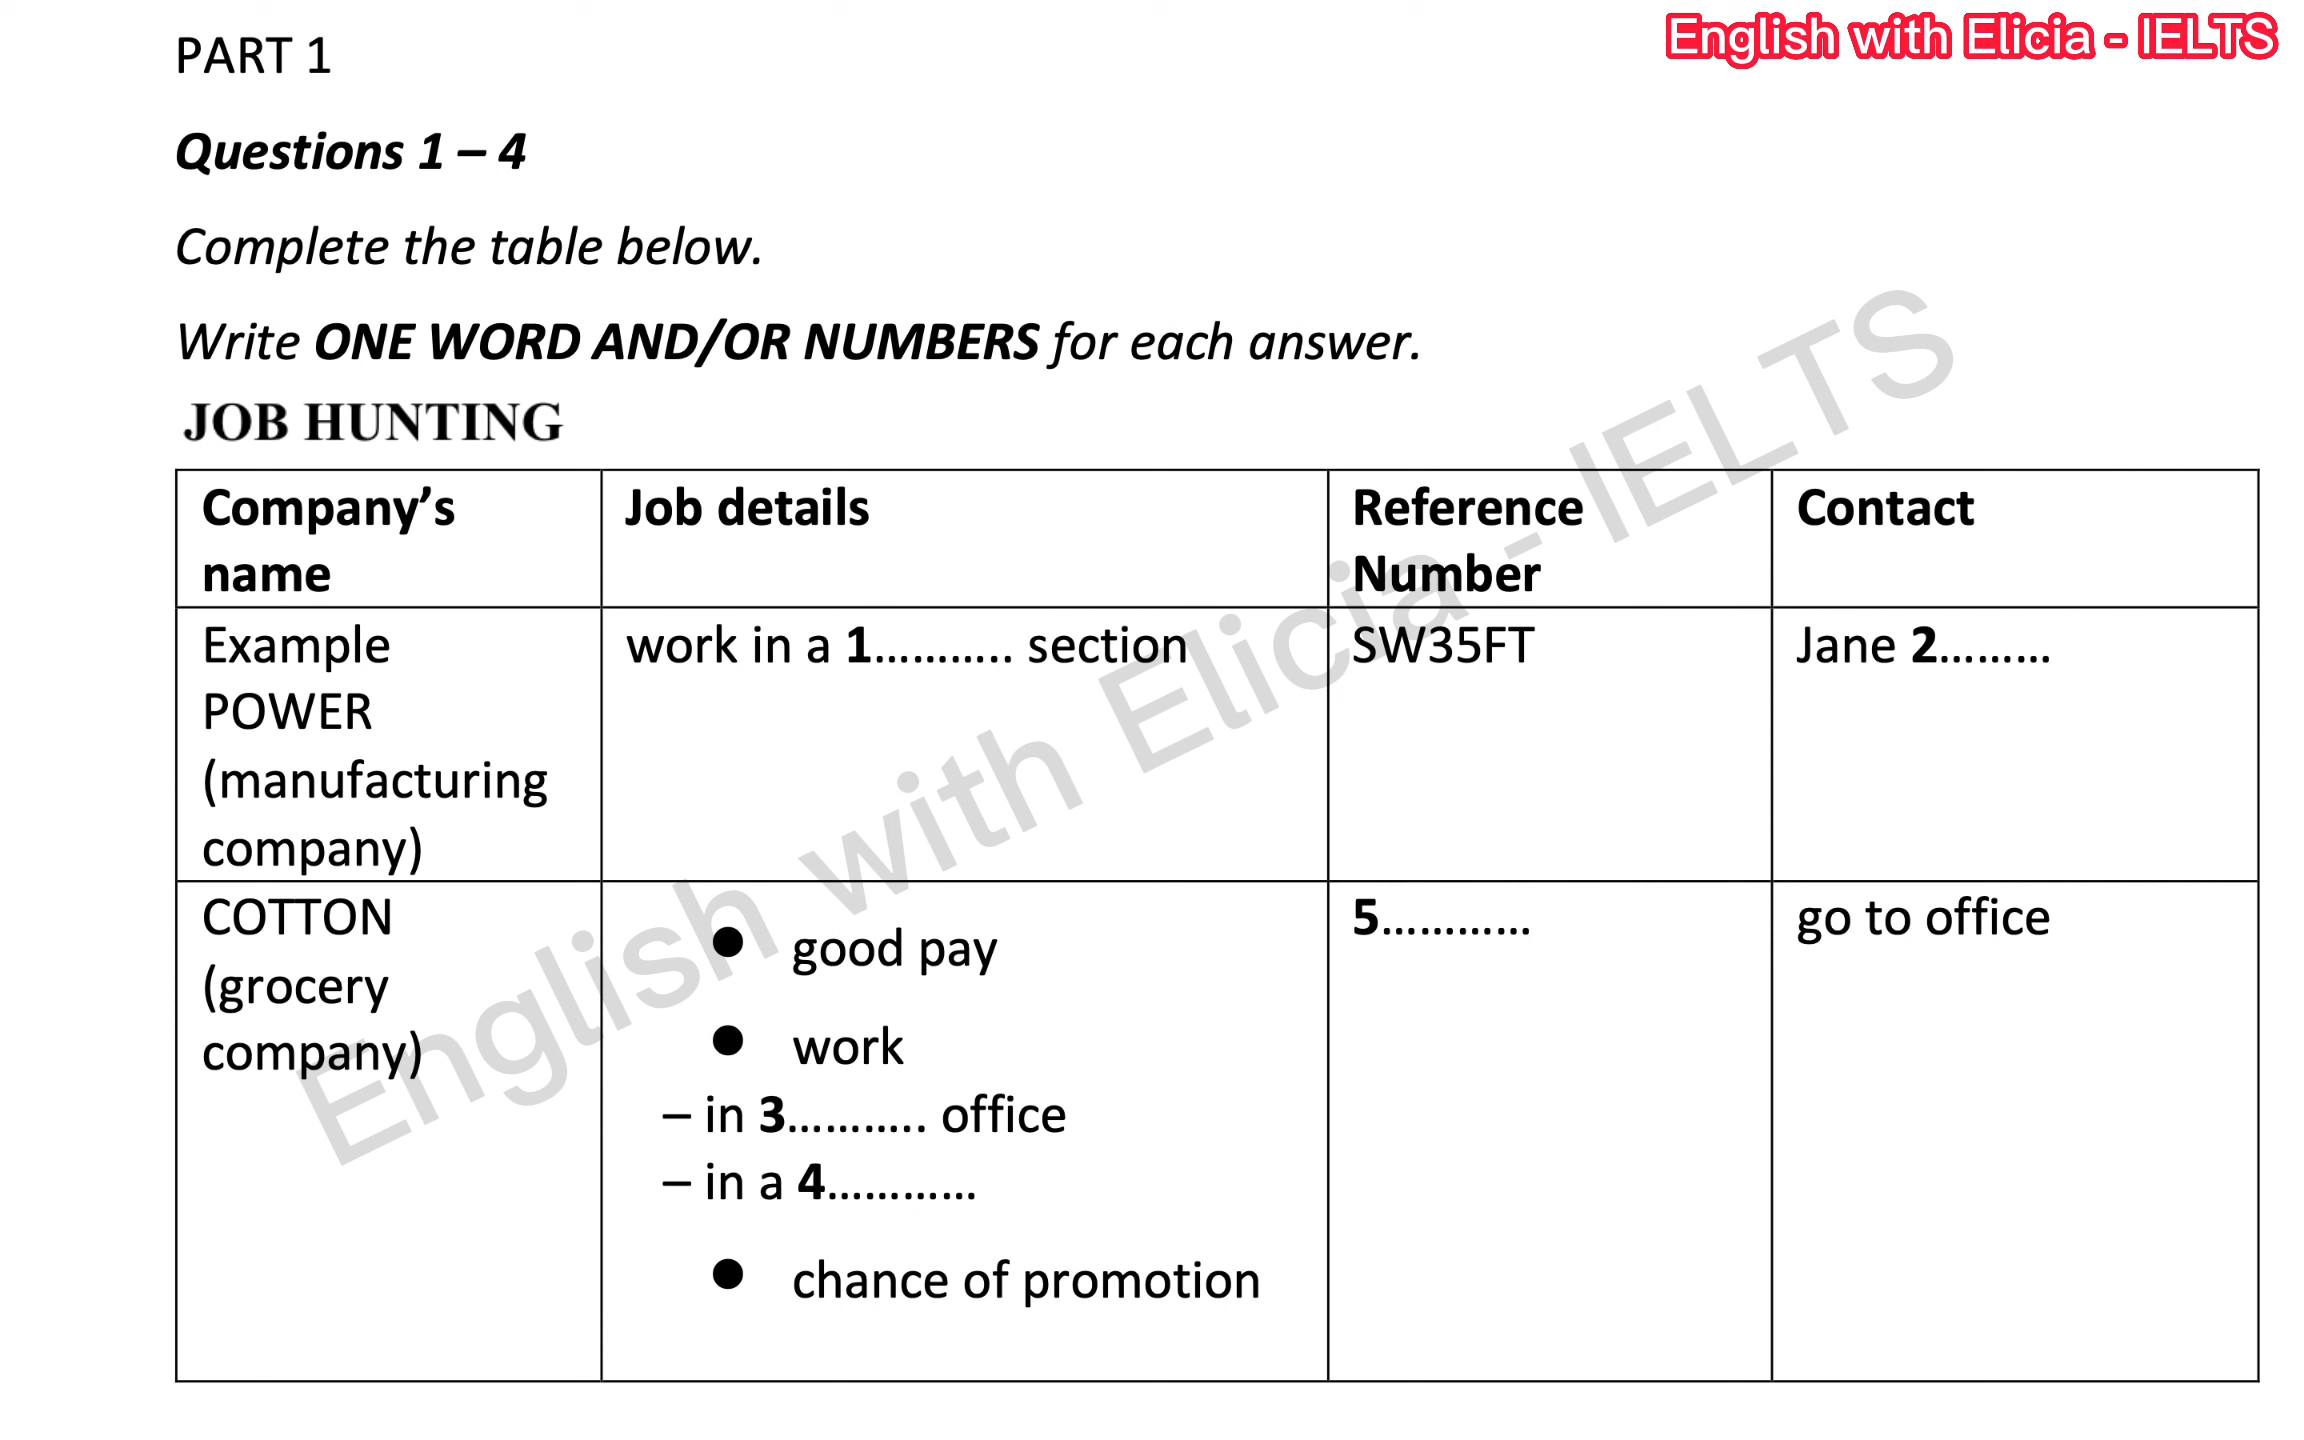 English with Elicia - IELTS
PART 1
Questions 1 – 4
Complete the table below.
Write ONE WORD AND/OR NUMBERS for each answer.
JOB HUNTING
Company’s name
Job details
Reference Number
Contact
Example
POWER
(manufacturing
company)
work in a 1........... section
SW35FT
Jane 2.........
COTTON
(grocery
company)
● good pay
● work
– in 3........... office
– in a 4............
● chance of promotion
5............
go to office
English with Elicia - IELTS